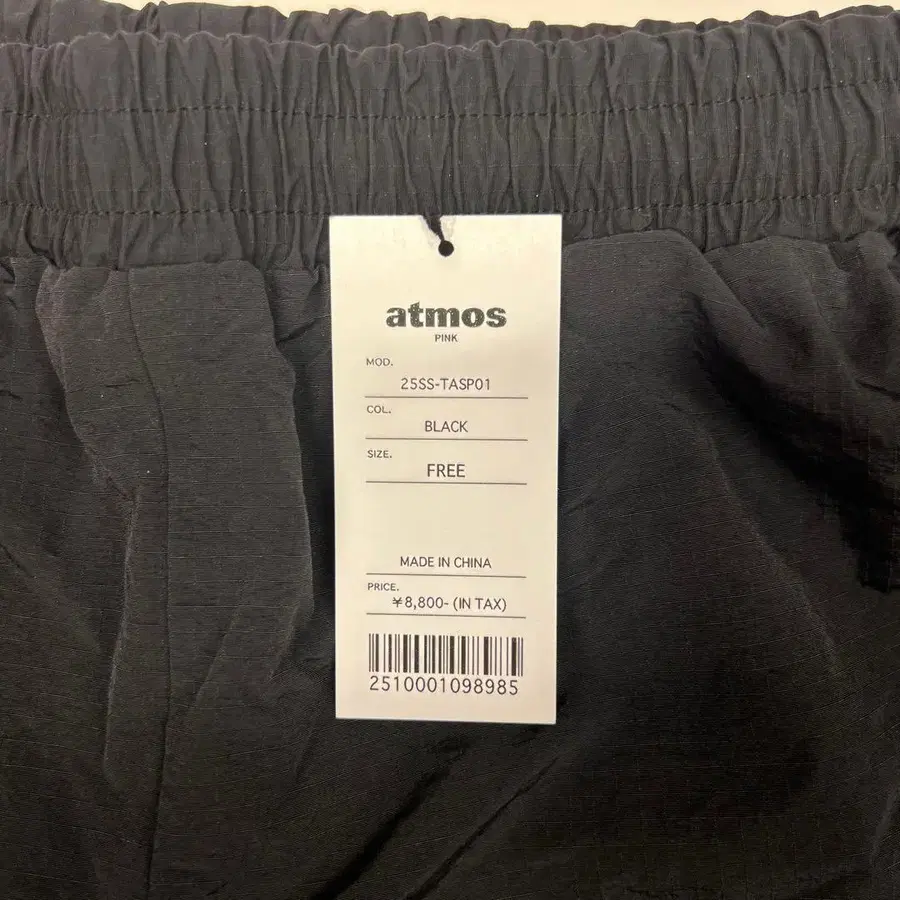 atmos
PINK
MOD.
25SS-TASP01
COL.
BLACK
SIZE.
FREE
MADE IN CHINA
PRICE.
¥8,800- (IN TAX)
2510001098985